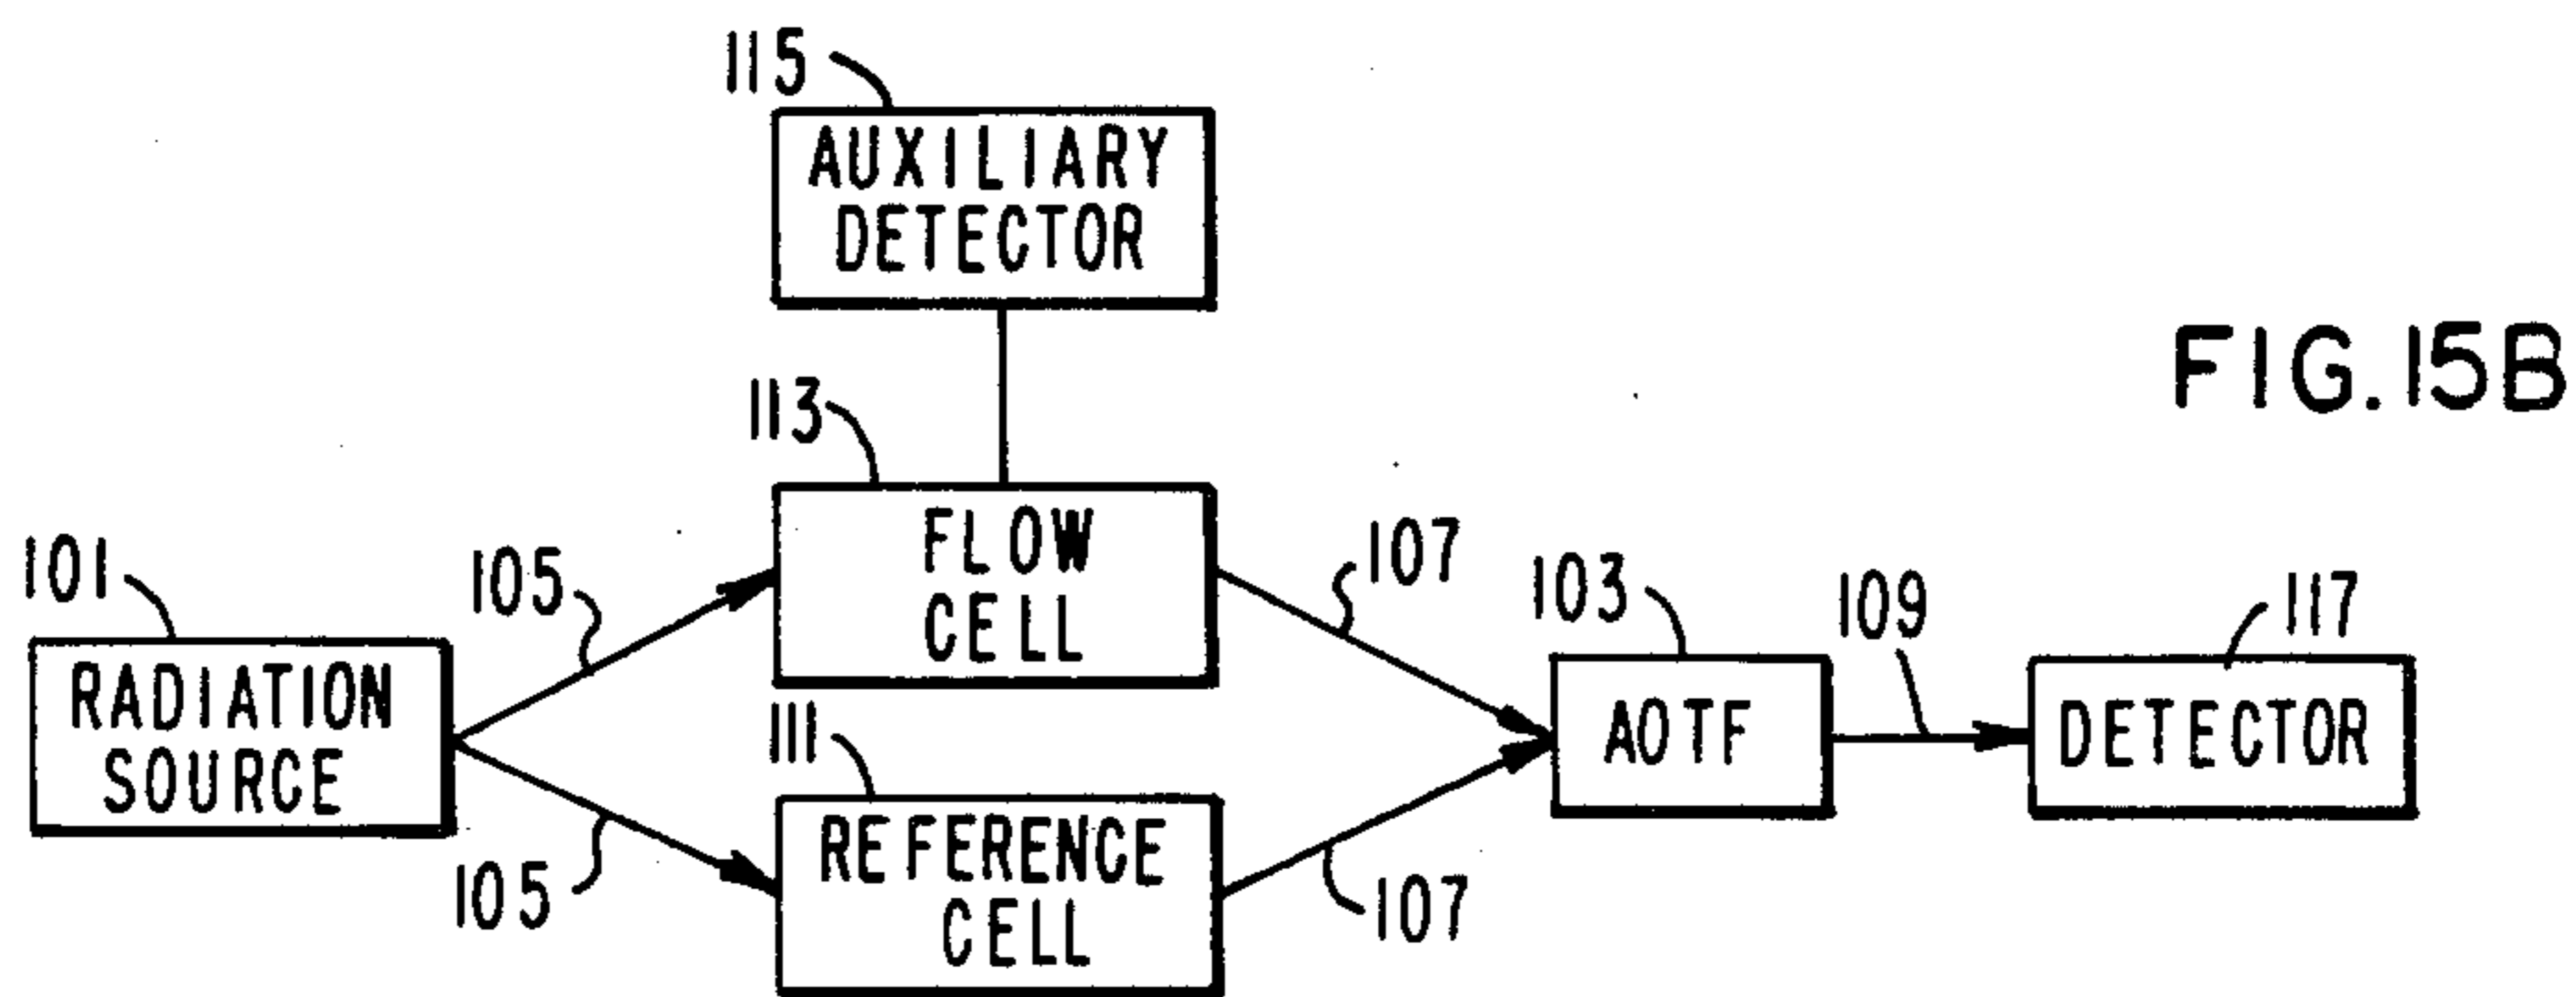 115
AUXILIARY
DETECTOR
FIG. 15B
113
FLOW
CELL
101
105
107
103
109
117
RADIATION
SOURCE
AOTF
DETECTOR
111
105
REFERENCE
CELL
107